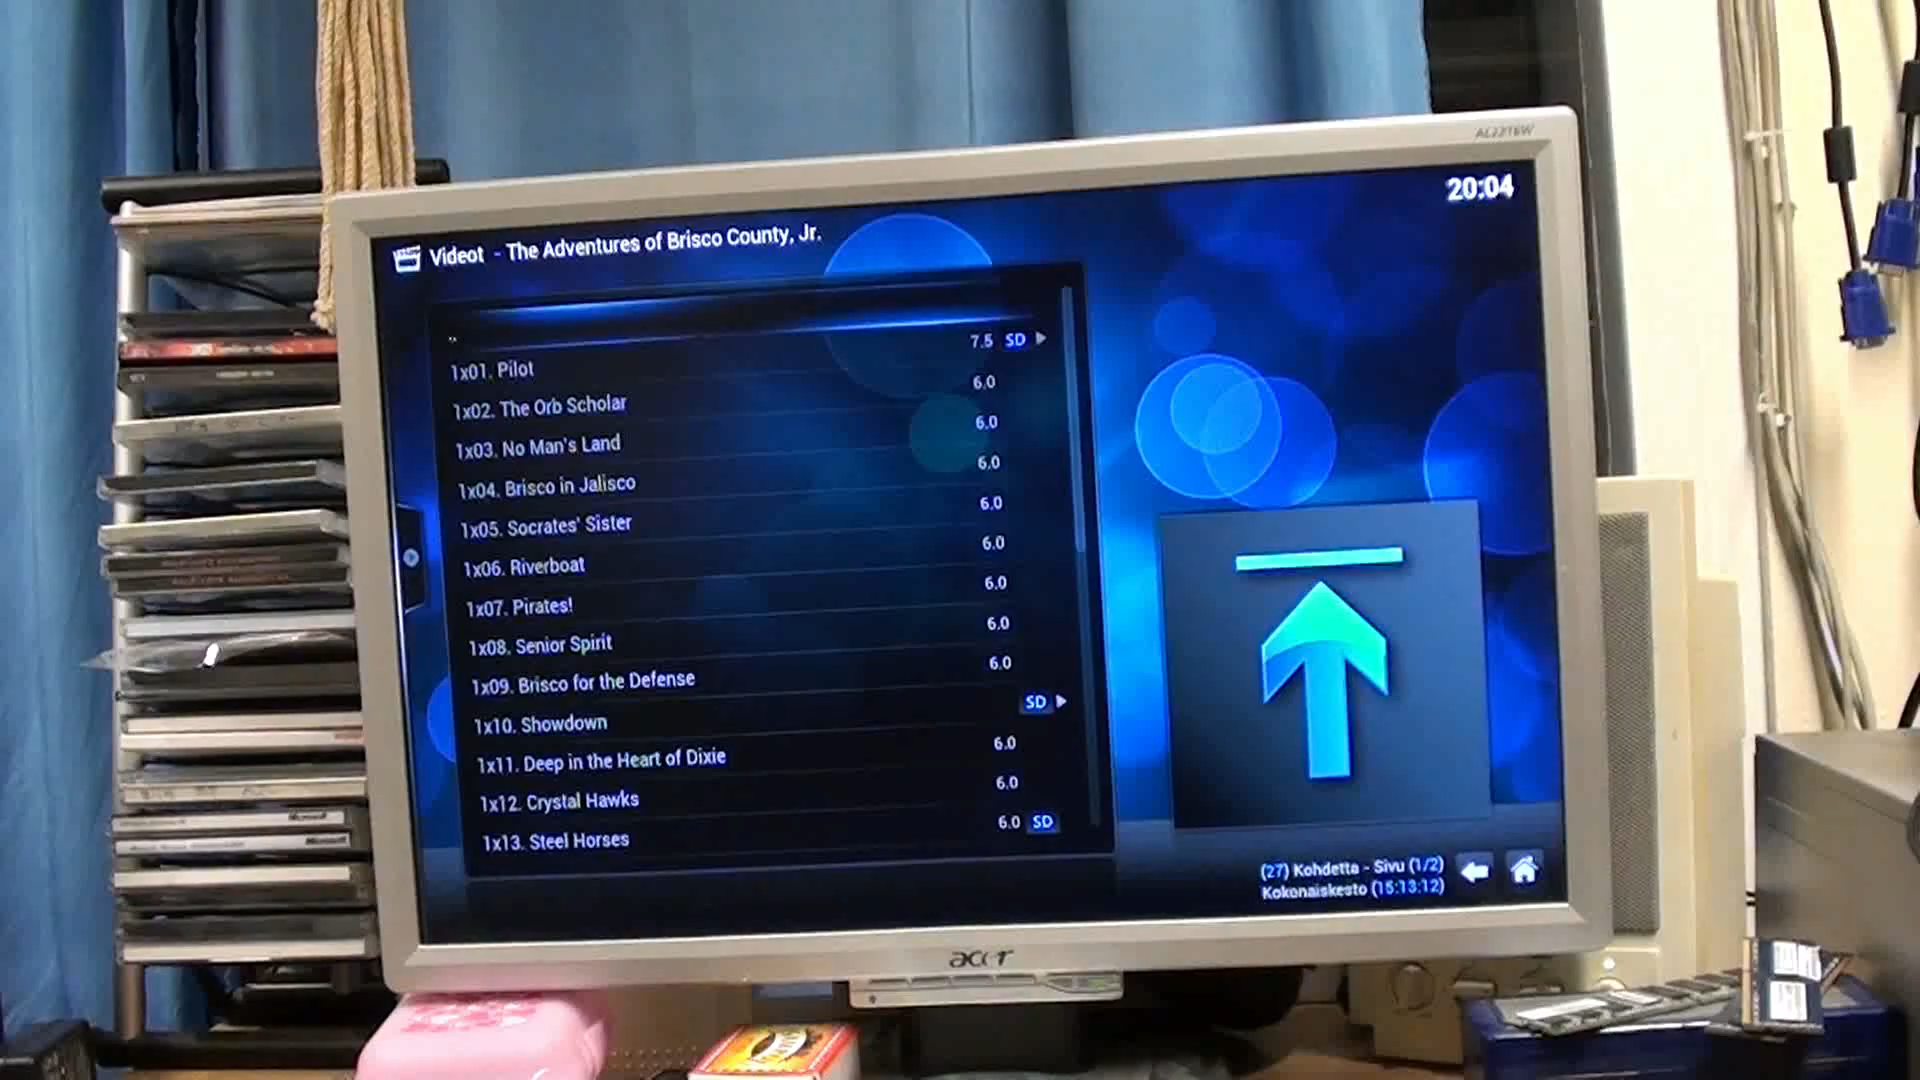 AL2216W
20:04
Videot - The Adventures of Brisco County, Jr.
..
1x01. Pilot 7.5 SD
1x02. The Orb Scholar 6.0
1x03. No Man's Land 6.0
1x04. Brisco in Jalisco 6.0
1x05. Socrates' Sister 6.0
1x06. Riverboat 6.0
1x07. Pirates! 6.0
1x08. Senior Spirit 6.0
1x09. Brisco for the Defense 6.0
1x10. Showdown SD
1x11. Deep in the Heart of Dixie 6.0
1x12. Crystal Hawks 6.0
1x13. Steel Horses 6.0 SD
(27) Kohdetta - Sivu (1/2)
Kokonaiskesto (15:13:12)
acer
Microsoft
Microsoft